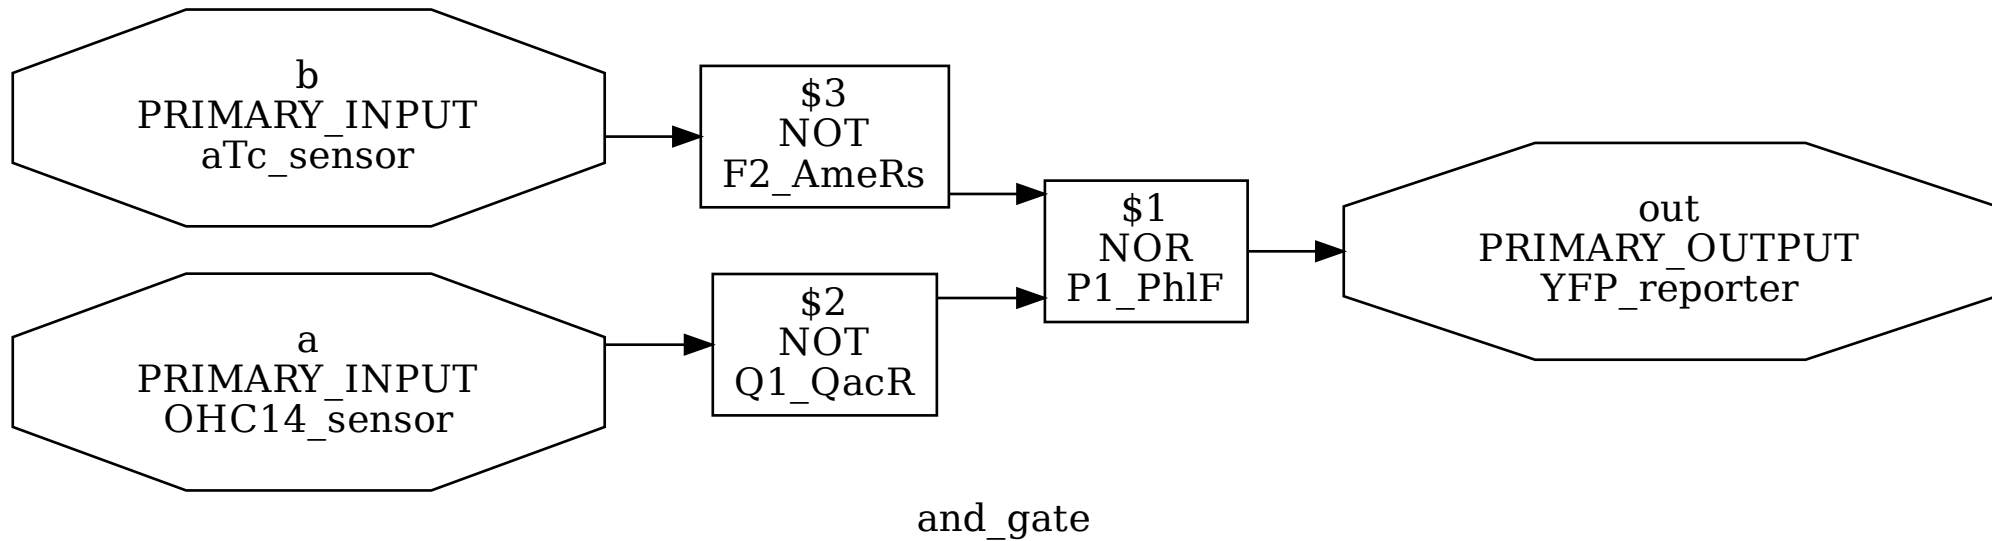 b
PRIMARY_INPUT
aTc_sensor
$3
NOT
F2_AmeRs
a
PRIMARY_INPUT
OHC14_sensor
$2
NOT
Q1_QacR
$1
NOR
P1_PhlF
out
PRIMARY_OUTPUT
YFP_reporter
and_gate